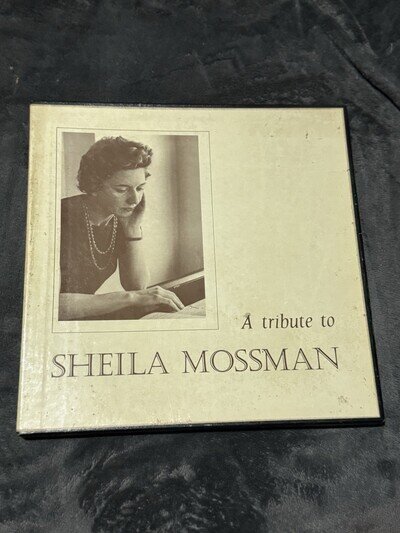 A tribute to
SHEILA MOSSMAN